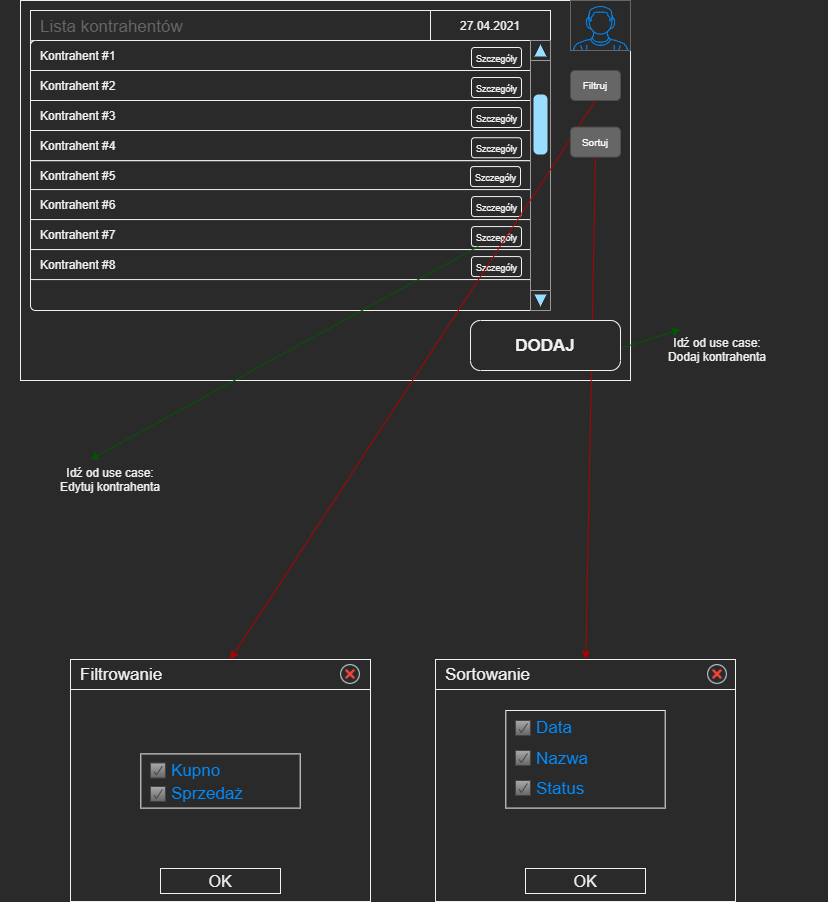 Lista kontrahentów
27.04.2021
Kontrahent #1
Szczegóły
Kontrahent #2
Szczegóły
Kontrahent #3
Szczegóły
Kontrahent #4
Szczegóły
Kontrahent #5
Szczegóły
Kontrahent #6
Szczegóły
Kontrahent #7
Szczegóły
Kontrahent #8
Szczegóły
Filtruj
Sortuj
DODAJ
Idź od use case:
Dodaj kontrahenta
Idź od use case:
Edytuj kontrahenta
Filtrowanie
Kupno
Sprzedaż
OK
Sortowanie
Data
Nazwa
Status
OK